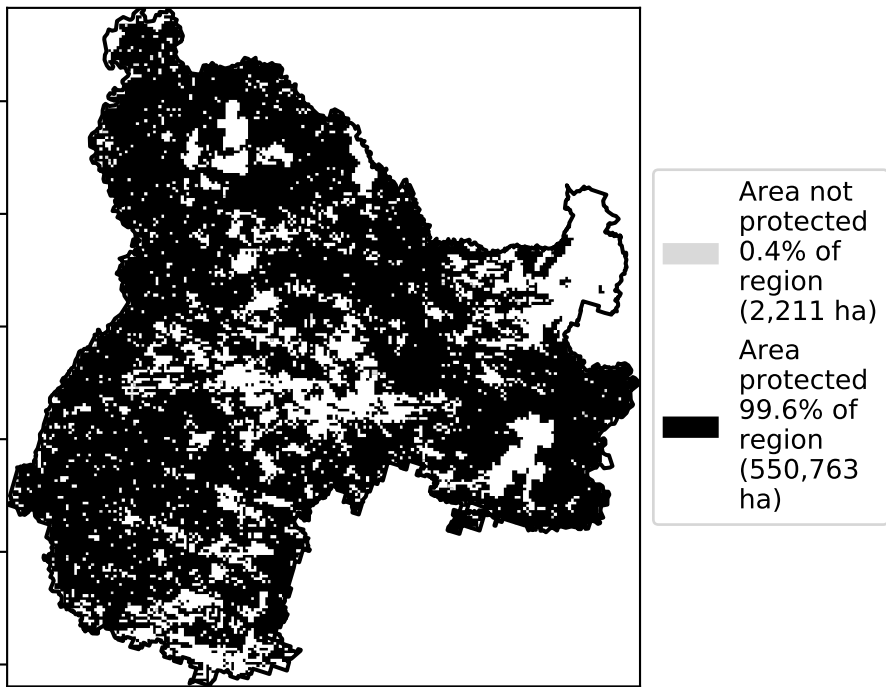 Area not
protected
0.4% of
region
(2,211 ha)
Area
protected
99.6% of
region
(550,763
ha)